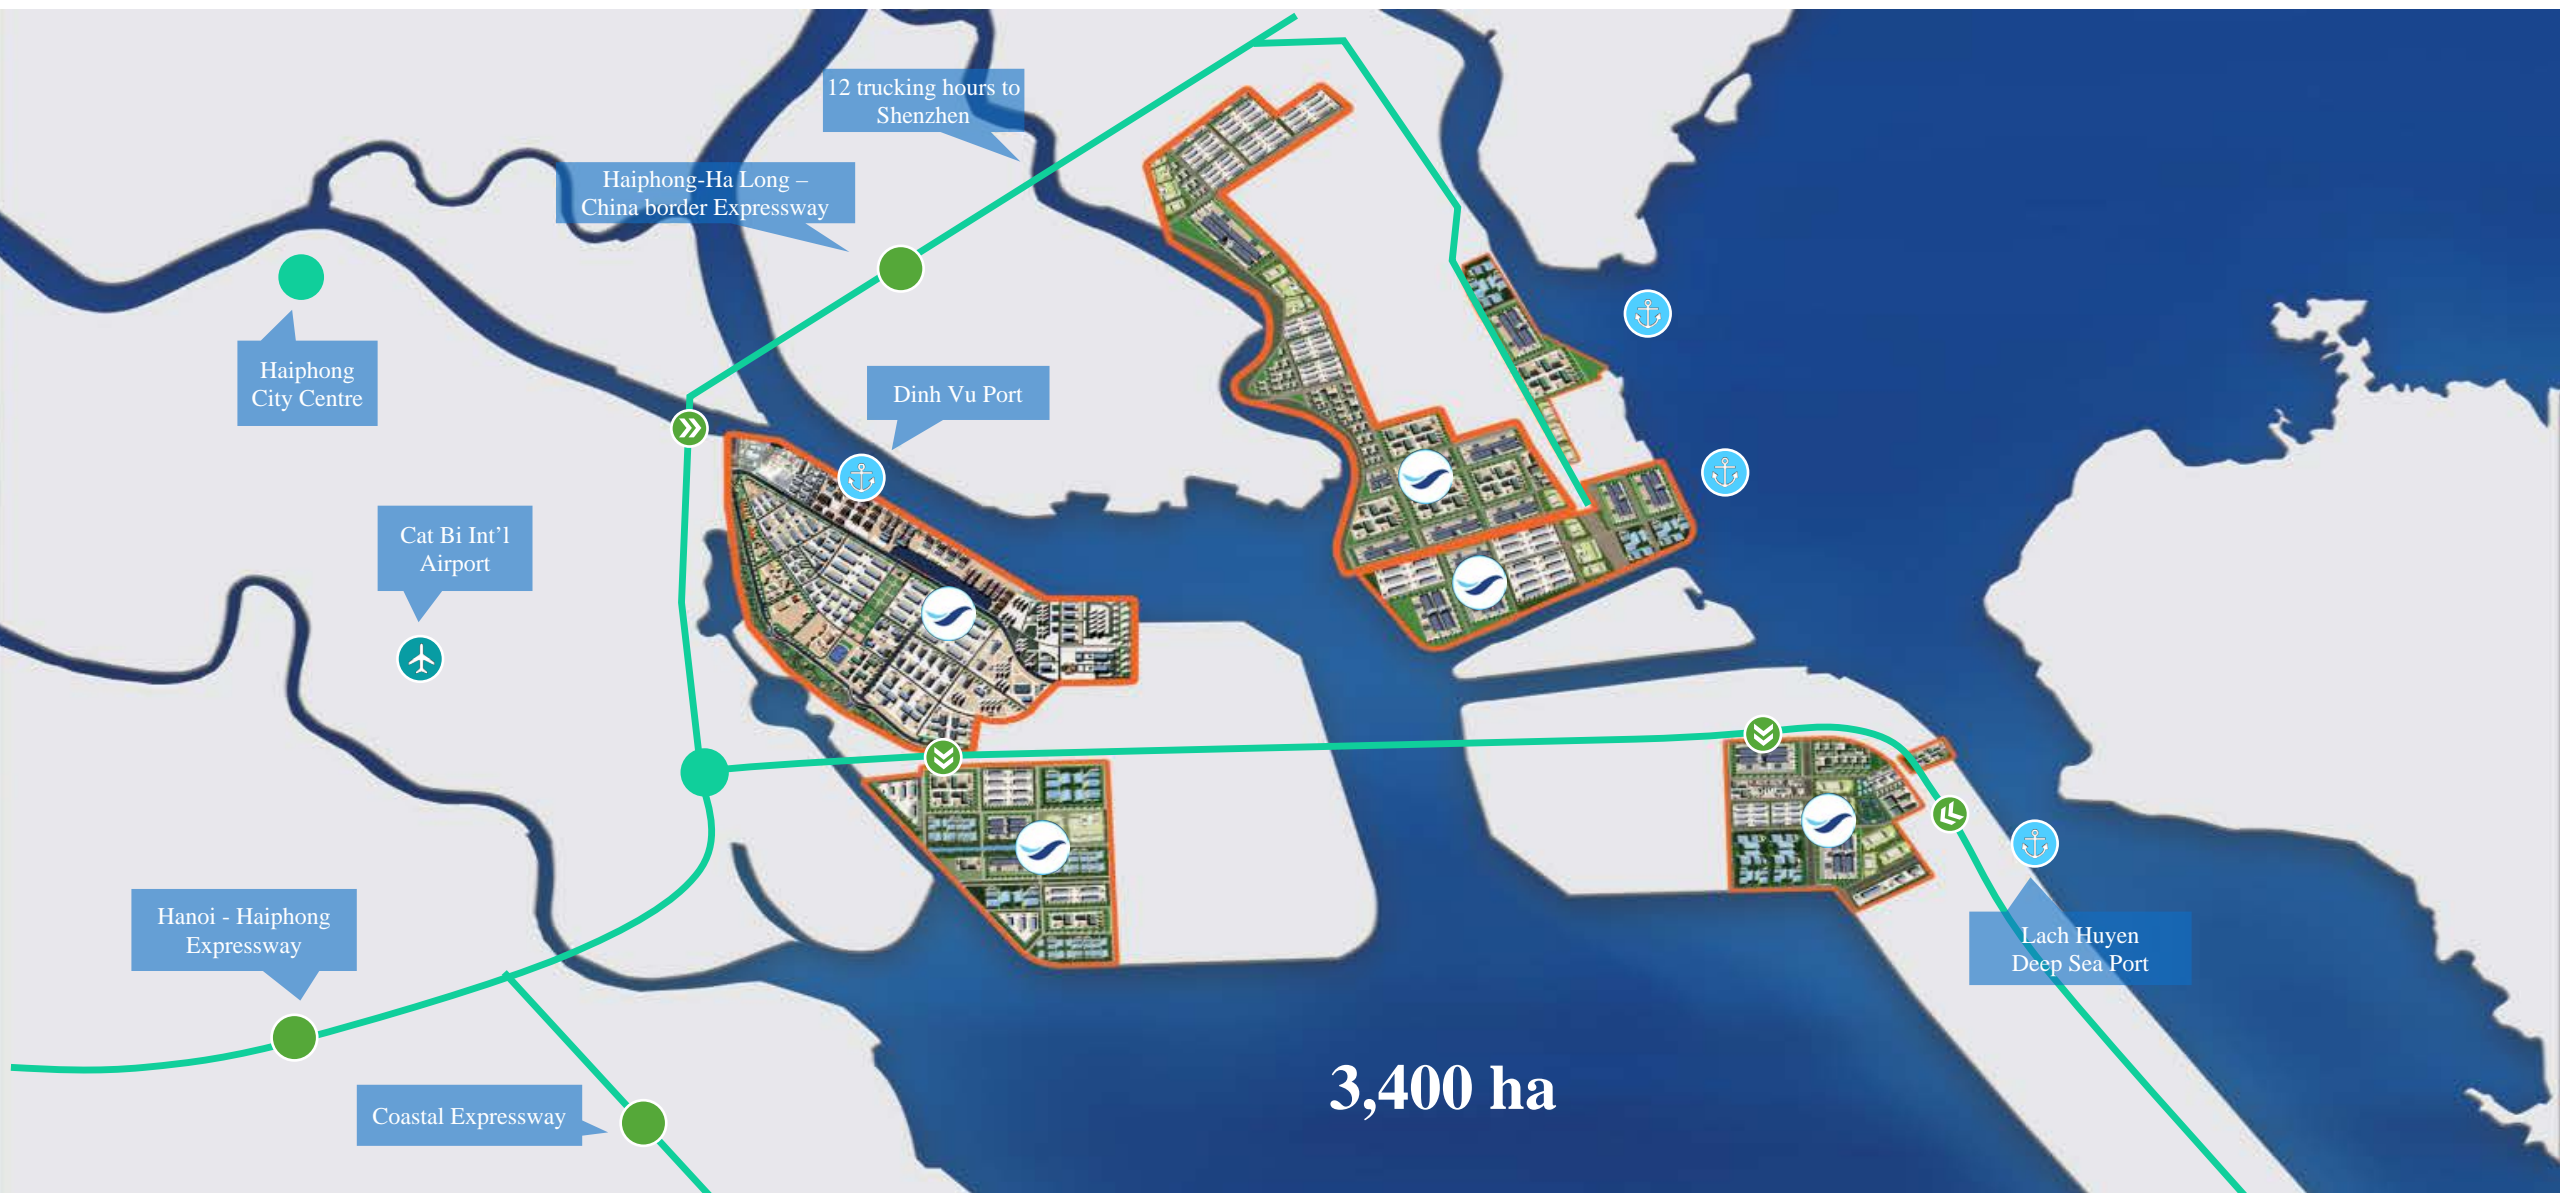 12 trucking hours to
Shenzhen
Haiphong-Ha Long –
China border Expressway
Haiphong
City Centre
Dinh Vu Port
Cat Bi Int’l
Airport
Hanoi - Haiphong
Expressway
Lach Huyen
Deep Sea Port
3,400 ha
Coastal Expressway